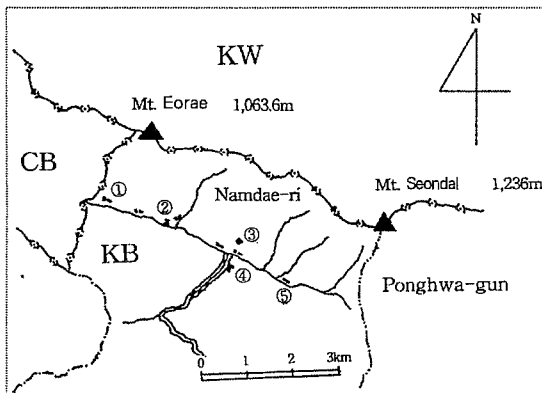 N
KW
Mt. Eorae 1,063.6m
CB
①
②
Namdae-ri
Mt. Seondal 1,236m
③
KB
④
⑤
Ponghwa-gun
0 1 2 3km